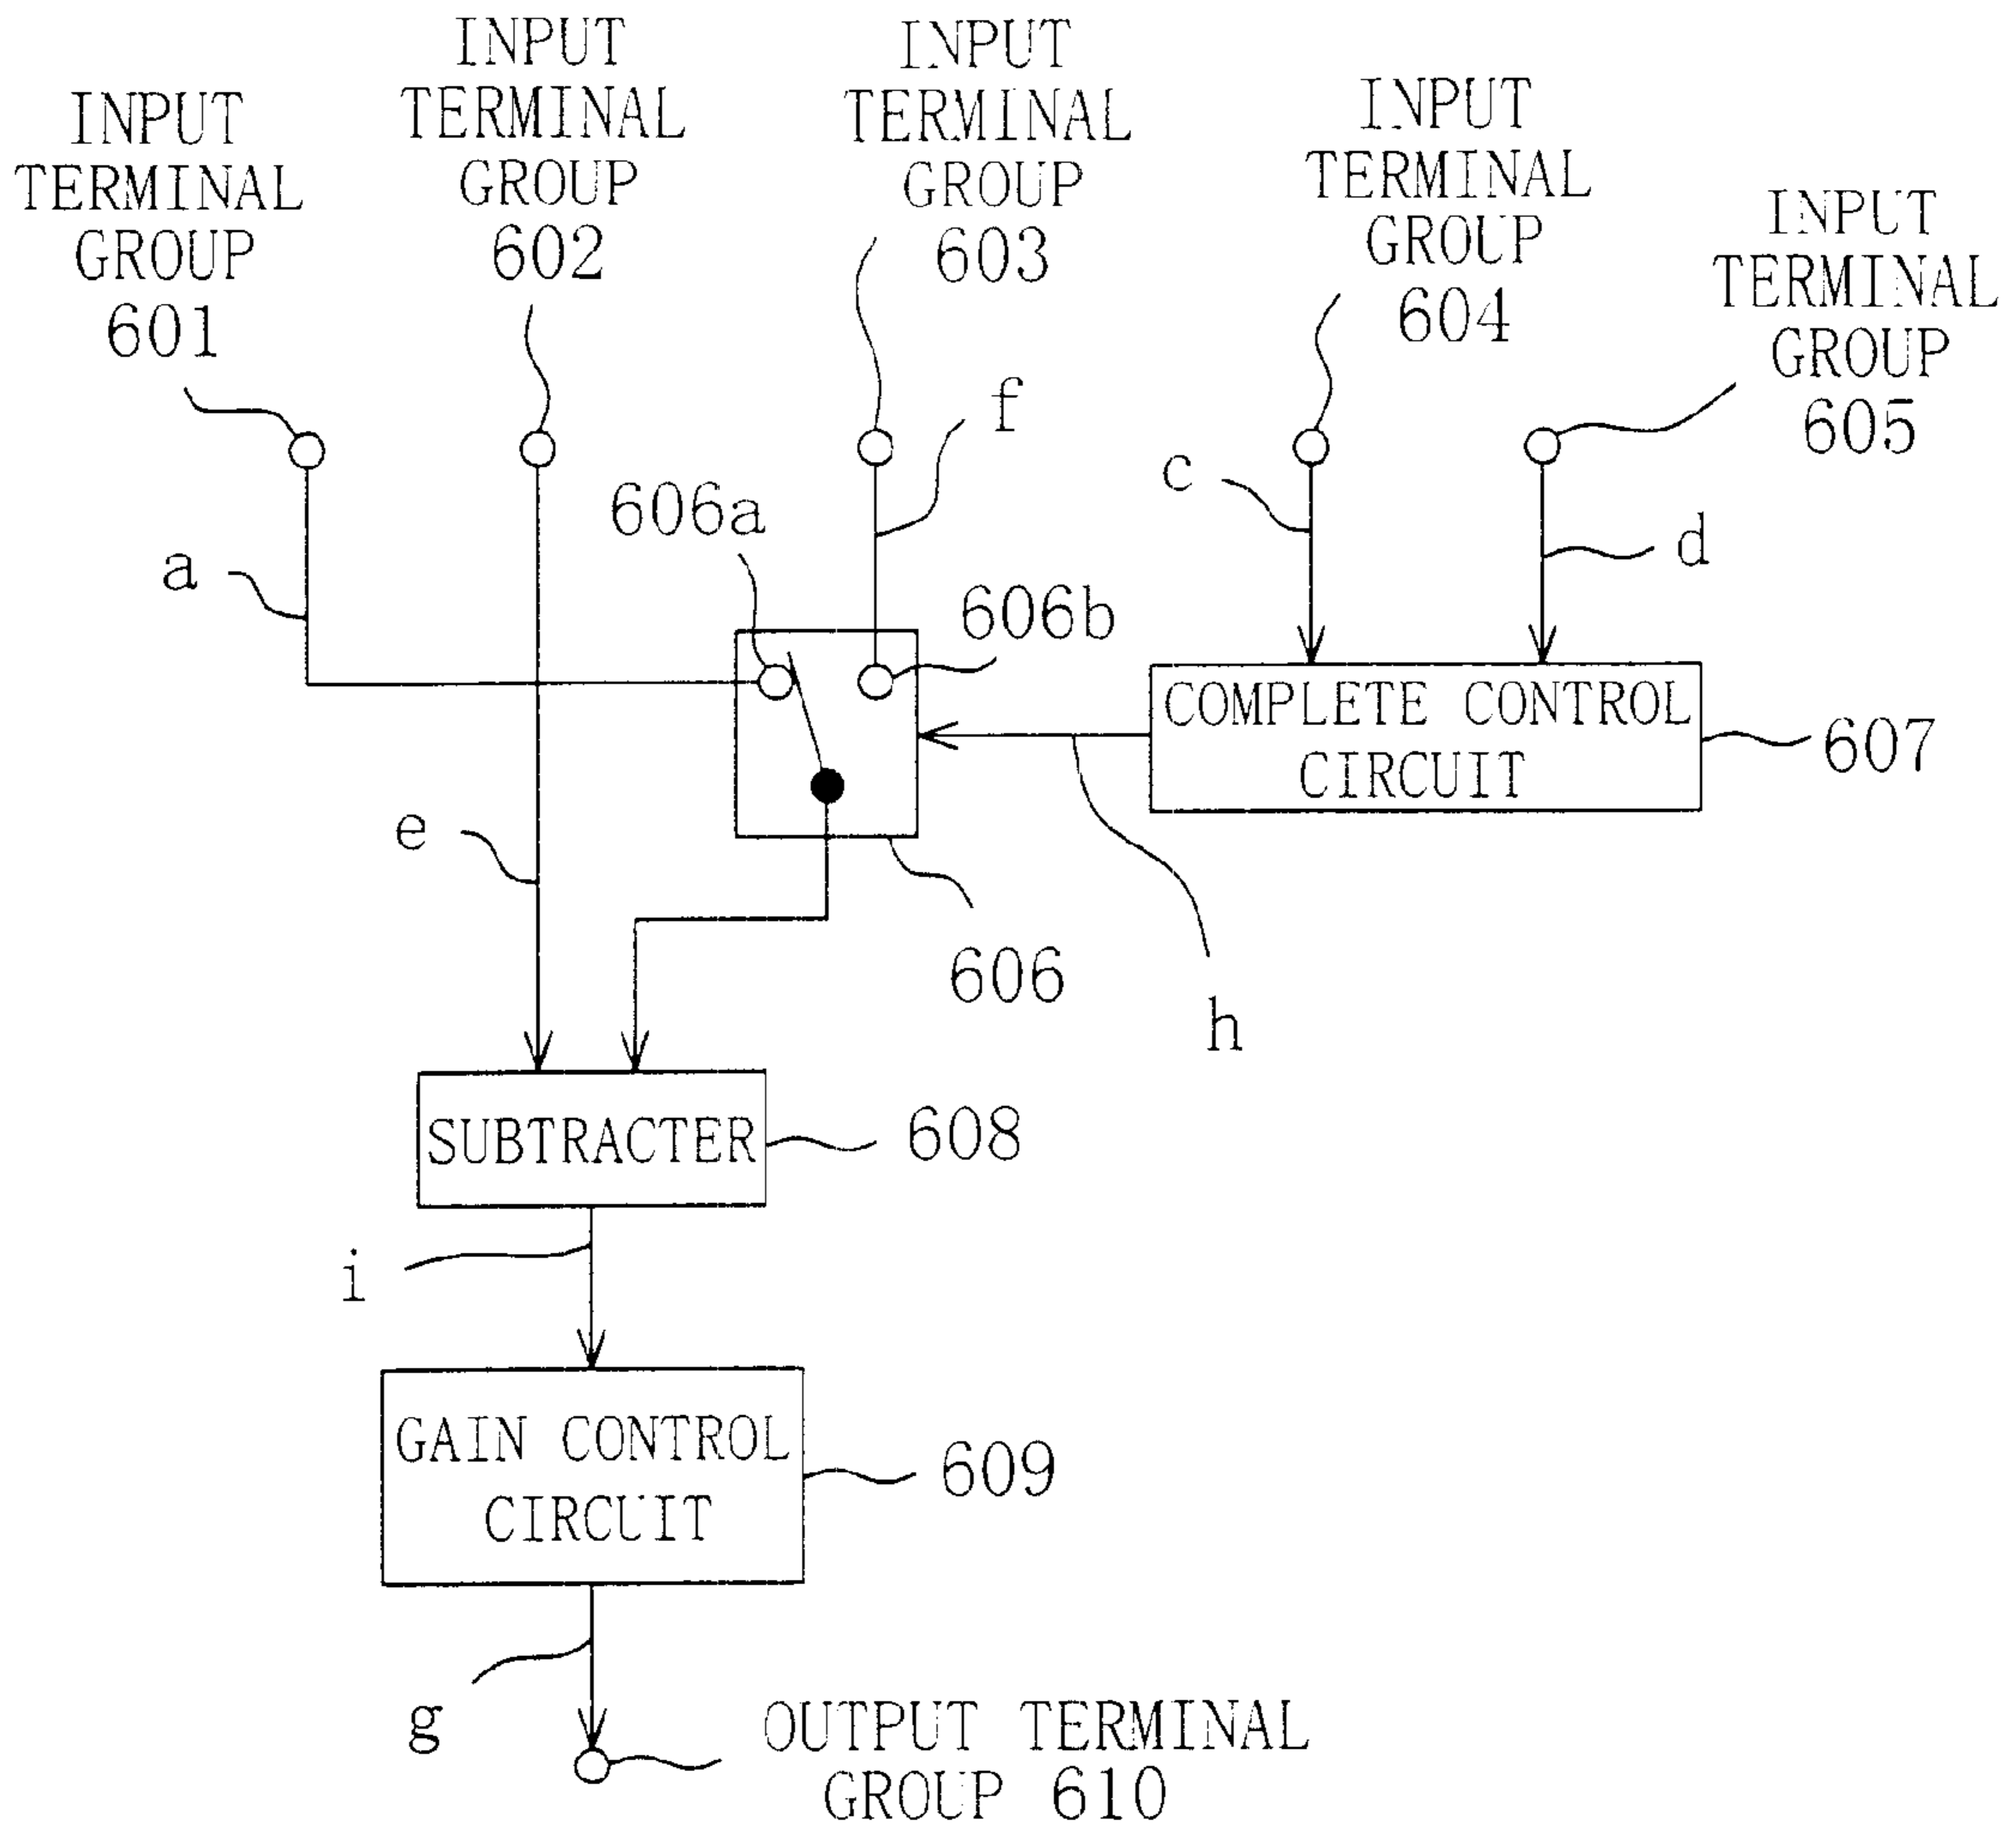 INPUT
TERMINAL
GROUP
601
INPUT
TERMINAL
GROUP
602
INPUT
TERMINAL
GROUP
603
INPUT
TERMINAL
GROUP
604
INPUT
TERMINAL
GROUP
605
a
e
606a
f
606b
c
d
COMPLETE CONTROL
CIRCUIT
607
606
h
SUBTRACTER
608
i
GAIN CONTROL
CIRCUIT
609
g
OUTPUT TERMINAL
GROUP 610